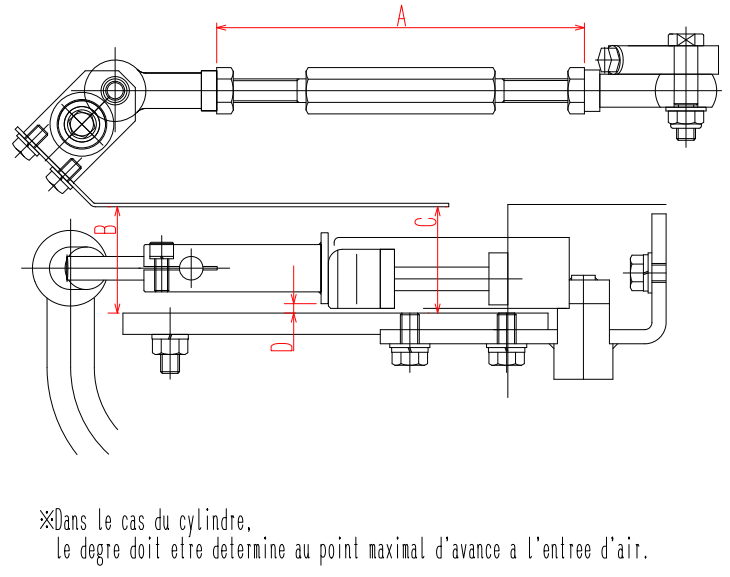 A
B
C
D
※Dans le cas du cylindre,
le degre doit etre determine au point maximal d'avance a l'entree d'air.